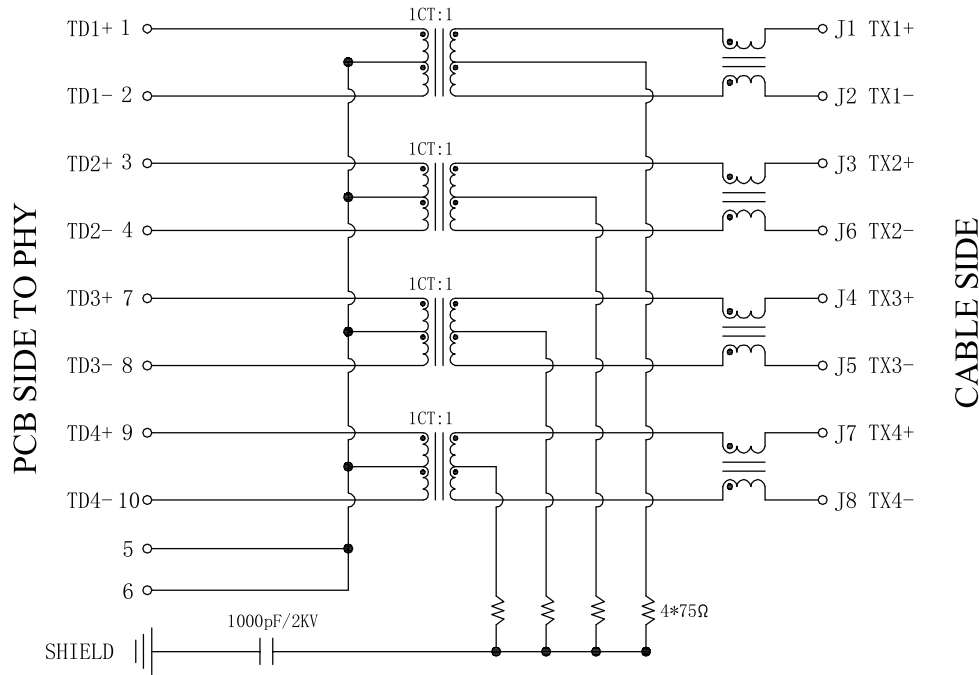 1CT:1
TD1+ 1
J1 TX1+
TD1- 2
J2 TX1-
1CT:1
TD2+ 3
J3 TX2+
TD2- 4
J6 TX2-
PCB SIDE TO PHY
CABLE SIDE
1CT:1
TD3+ 7
J4 TX3+
TD3- 8
J5 TX3-
1CT:1
TD4+ 9
J7 TX4+
TD4- 10
J8 TX4-
5
6
4*75Ω
1000pF/2KV
SHIELD